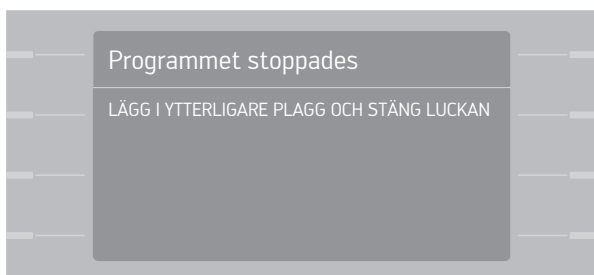 Programmet stoppades
LÄGG I YTTERLIGARE PLAGG OCH STÄNG LUCKAN